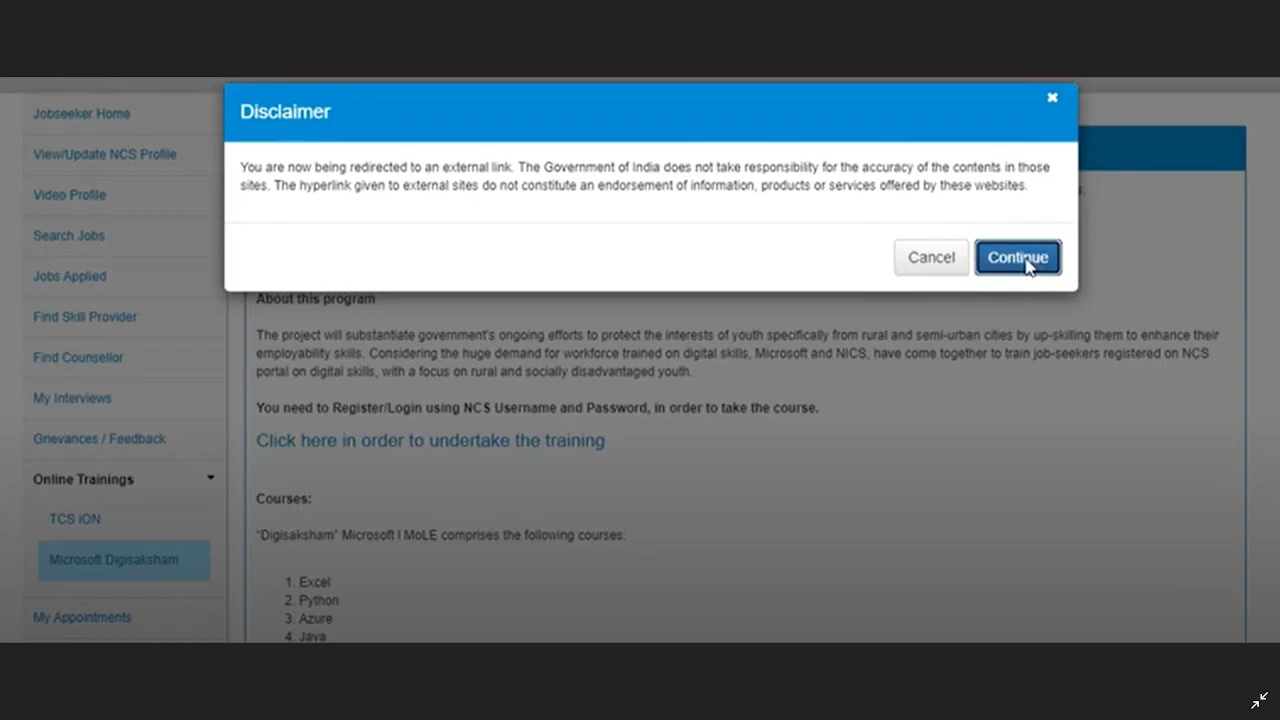 Disclaimer
You are now being redirected to an external link. The Government of India does not take responsibility for the accuracy of the contents in those
sites. The hyperlink given to external sites do not constitute an endorsement of information, products or services offered by these websites.
Cancel
Continue
Jobseeker Home
View/Update NCS Profile
Video Profile
Search Jobs
Jobs Applied
Find Skill Provider
Find Counsellor
My Interviews
Grievances / Feedback
Online Trainings
TCS iON
Microsoft Digisaksham
My Appointments
About this program
The project will substantiate government's ongoing efforts to protect the interests of youth specifically from rural and semi-urban cities by up-skilling them to enhance their
employability skills. Considering the huge demand for workforce trained on digital skills, Microsoft and NICS, have come together to train job-seekers registered on NCS
portal on digital skills, with a focus on rural and socially disadvantaged youth.
You need to Register/Login using NCS Username and Password, in order to take the course.
Click here in order to undertake the training
Courses:
"Digisaksham" Microsoft I MoLE comprises the following courses:
1. Excel
2. Python
3. Azure
4. Java